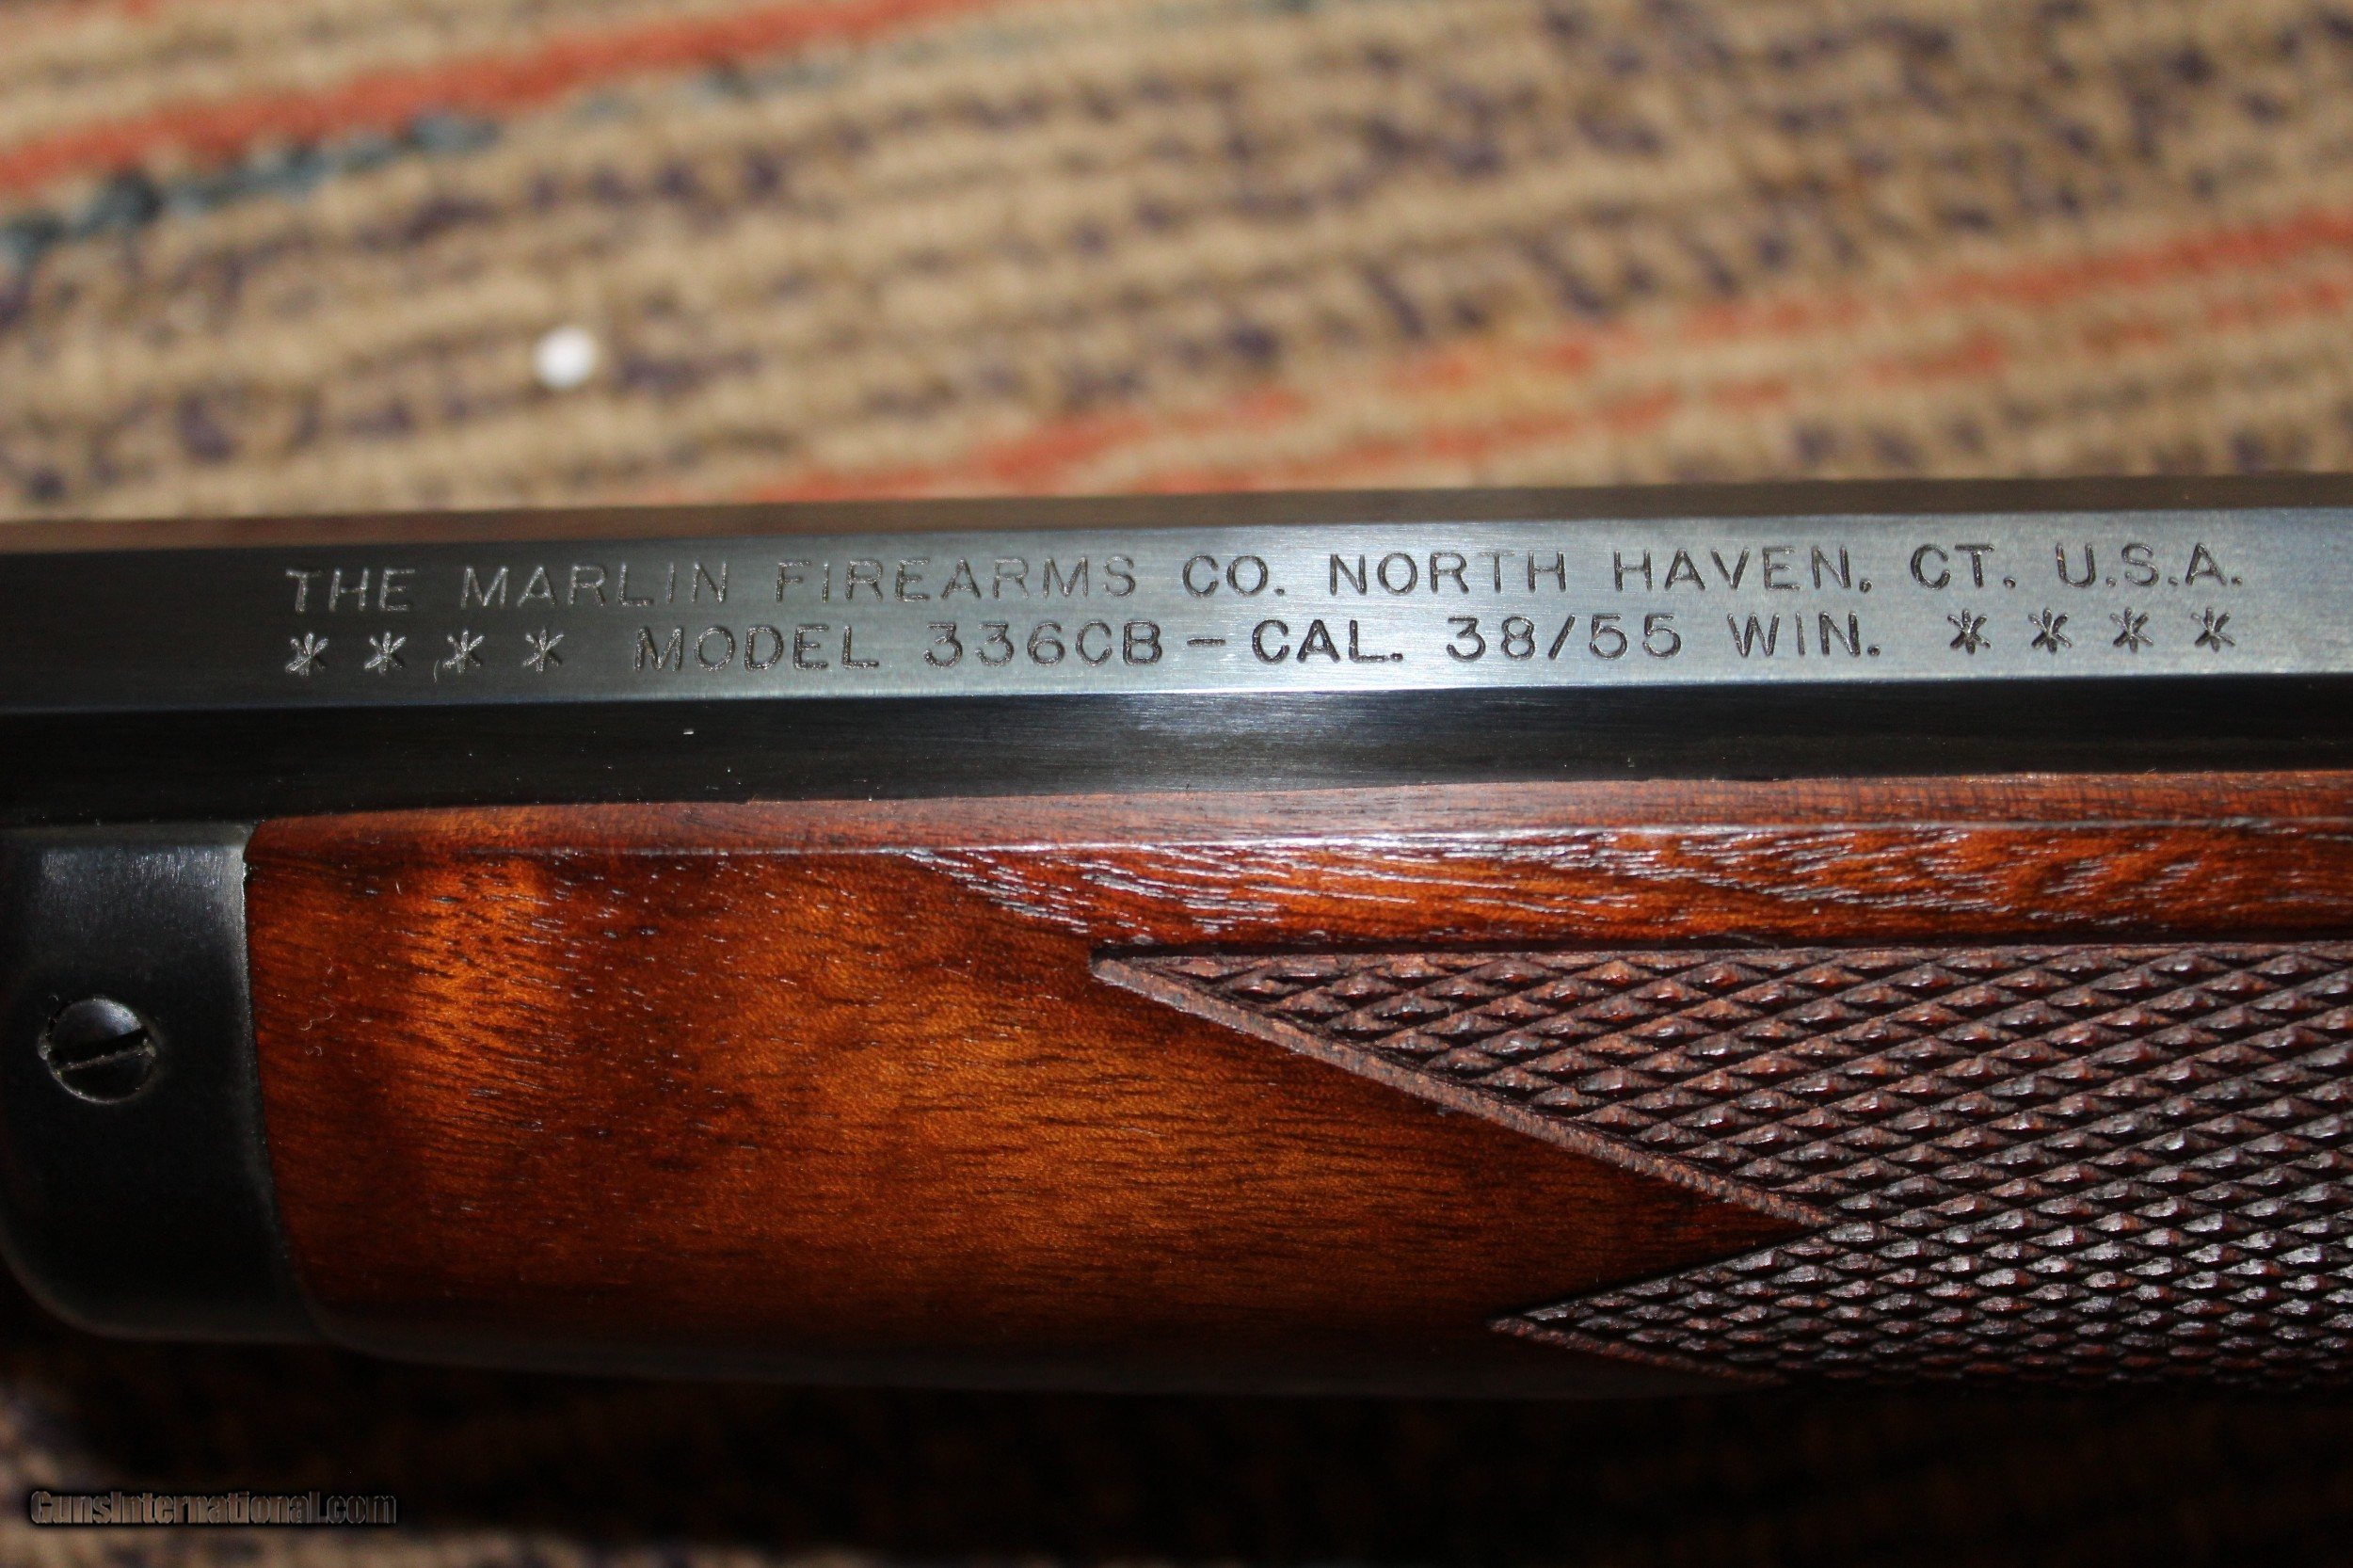 THE MARLIN FIREARMS CO. NORTH HAVEN, CT. U.S.A.
**** MODEL 336CB – CAL. 38/55 WIN. ****
GunsInternational.com